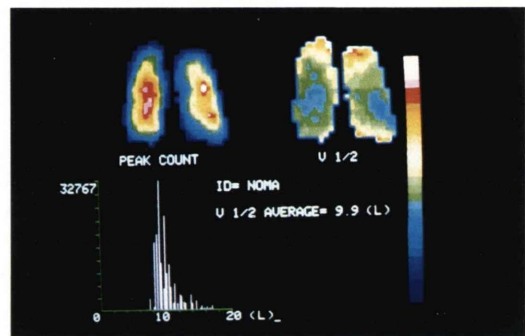 PEAK COUNT
V 1/2
32767
ID= NOMA
V 1/2 AVERAGE= 9.9 (L)
0 10 20 (L)_